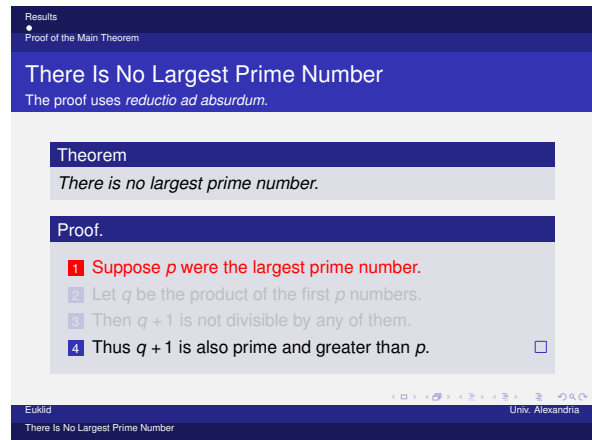 Results
Proof of the Main Theorem
There Is No Largest Prime Number
The proof uses reductio ad absurdum.
Theorem
There is no largest prime number.
Proof.
1 Suppose p were the largest prime number.
2 Let q be the product of the first p numbers.
3 Then q + 1 is not divisible by any of them.
4 Thus q + 1 is also prime and greater than p.
Euklid Univ. Alexandria
There Is No Largest Prime Number